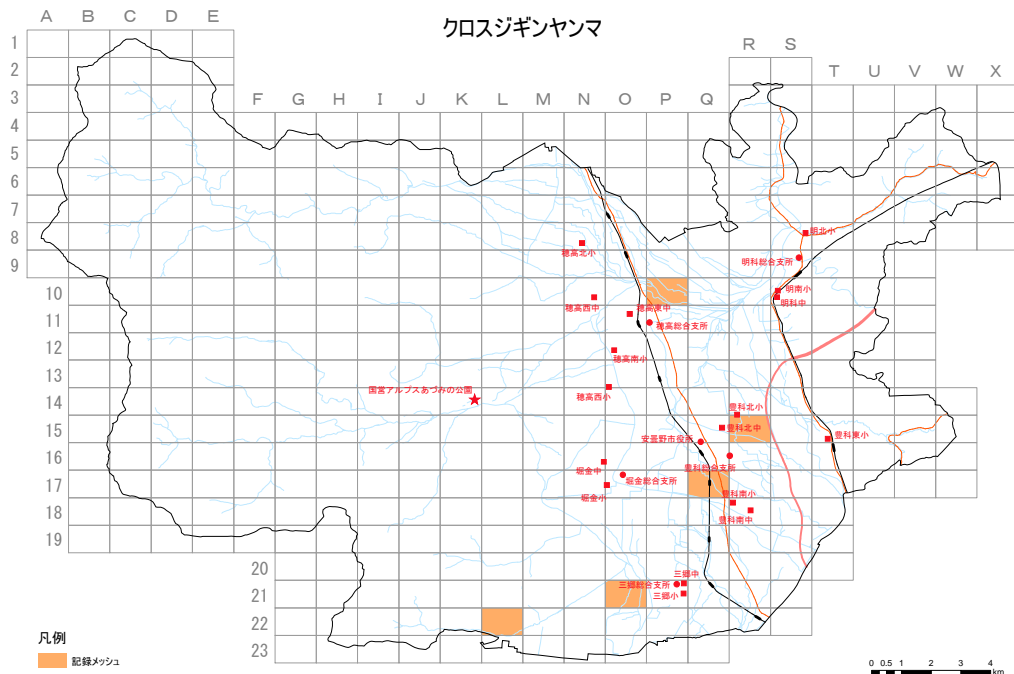 クロスジギンヤンマ
A B C D E
R S
T U V W X
F G H I J K L M N O P Q
1
2
3
4
5
6
7
8
9
10
11
12
13
14
15
16
17
18
19
20
21
22
23
明北小
穂高北小
明科総合支所
明南小
明科中
穂高西中
穂高東中
穂高総合支所
穂高南小
国営アルプスあづみの公園
穂高西小
豊科北小
豊科北中
豊科東小
安曇野市役所
豊科総合支所
堀金中
堀金総合支所
堀金小
豊科南小
豊科南中
三郷中
三郷総合支所
三郷小
凡例
記録メッシュ
0 0.5 1 2 3 4
km